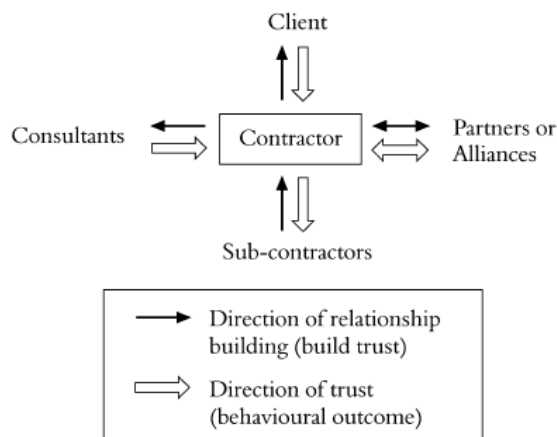 Client
Consultants
Contractor
Partners or
Alliances
Sub-contractors
Direction of relationship
building (build trust)
Direction of trust
(behavioural outcome)